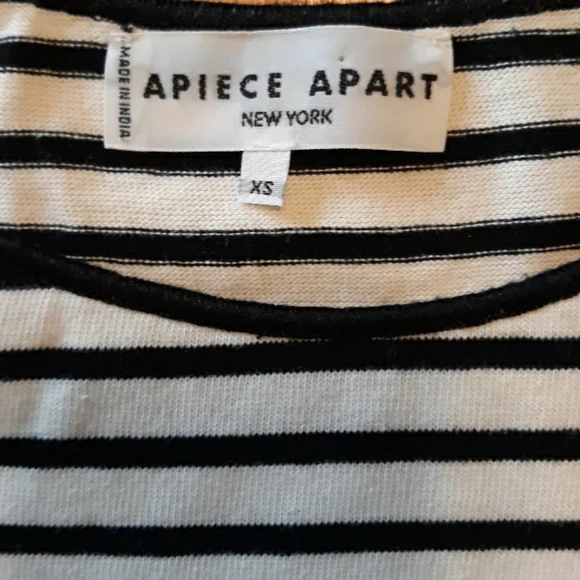 MADE IN INDIA
APIECE APART
NEW YORK
XS